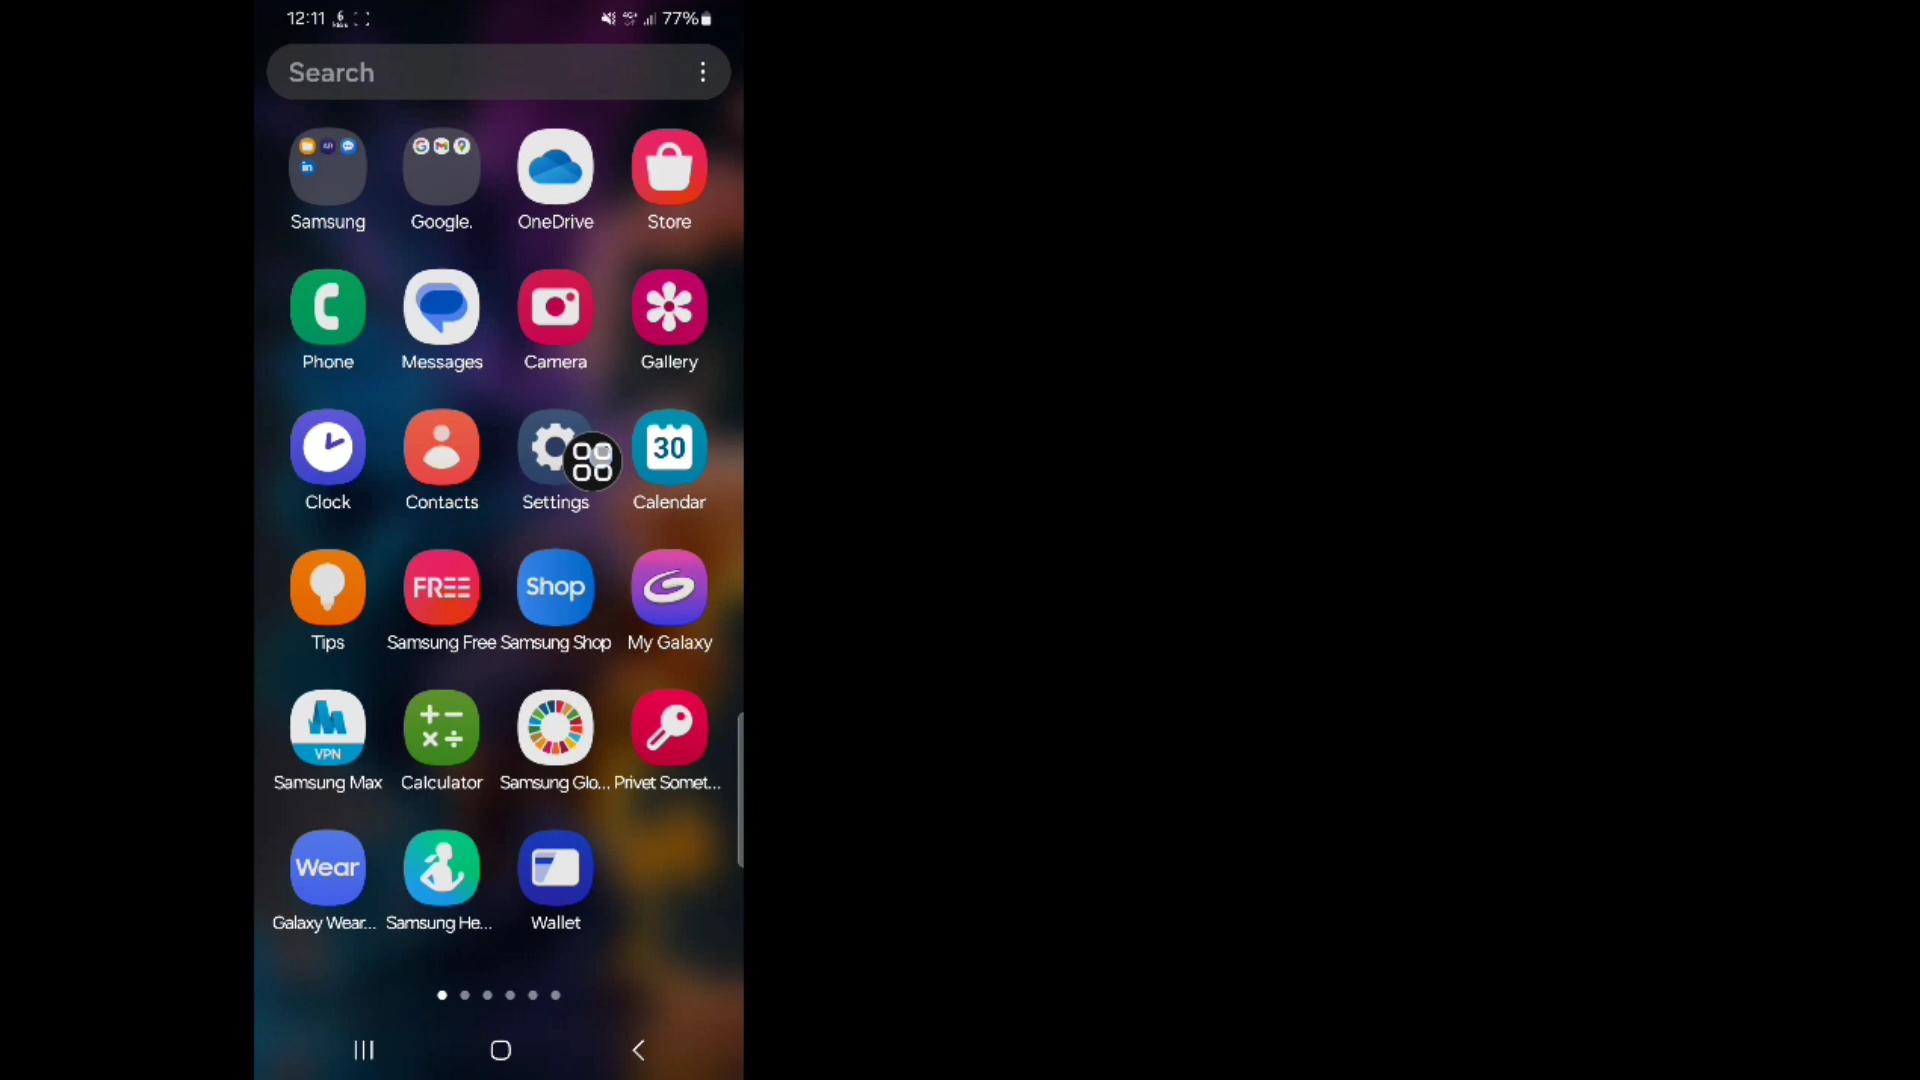 12:11
4G+ 77%
Search
Samsung Google. OneDrive Store
Phone Messages Camera Gallery
30
Clock Contacts Settings Calendar
FREE Shop
Tips Samsung Free Samsung Shop My Galaxy
VPN
Samsung Max Calculator Samsung Glo... Privet Somet...
Wear
Galaxy Wear... Samsung He... Wallet